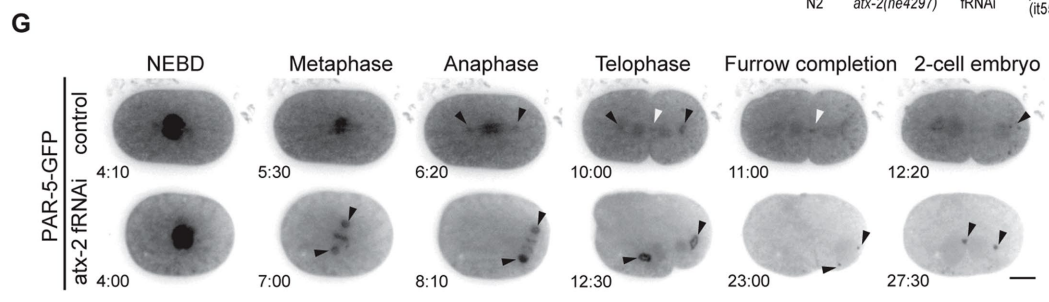 N2 atx-2(ne4297) fRNAi
G
NEBD Metaphase Anaphase Telophase Furrow completion 2-cell embryo
PAR-5-GFP
control
4:10 5:30 6:20 10:00 11:00 12:20
atx-2 fRNAi
4:00 7:00 8:10 12:30 23:00 27:30